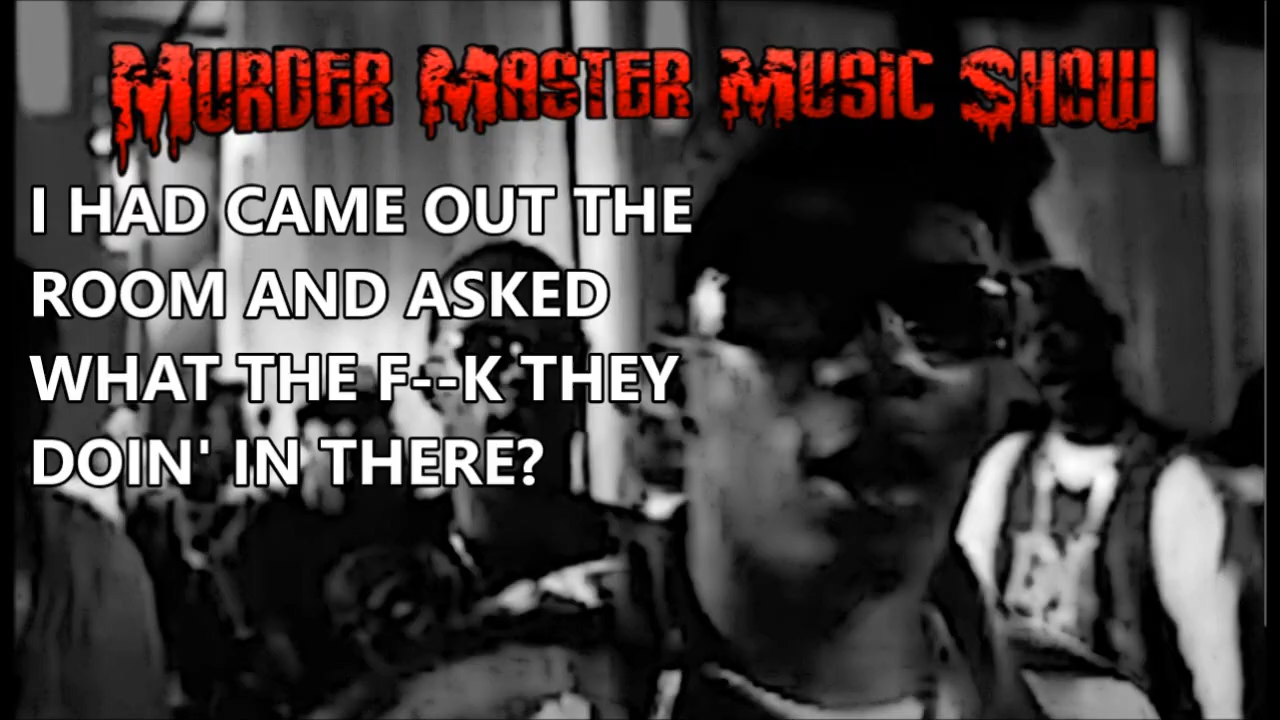 MURDER MASTER MUSIC SHOW
I HAD CAME OUT THE
ROOM AND ASKED
WHAT THE F--K THEY
DOIN' IN THERE?